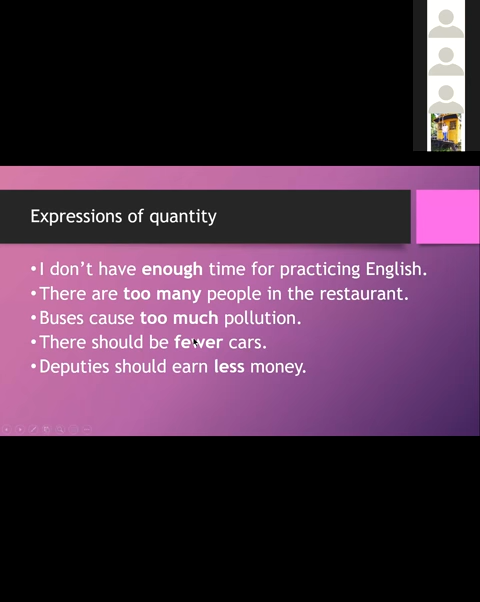 Expressions of quantity
•I don't have enough time for practicing English.
•There are too many people in the restaurant.
•Buses cause too much pollution.
•There should be fewer cars.
•Deputies should earn less money.